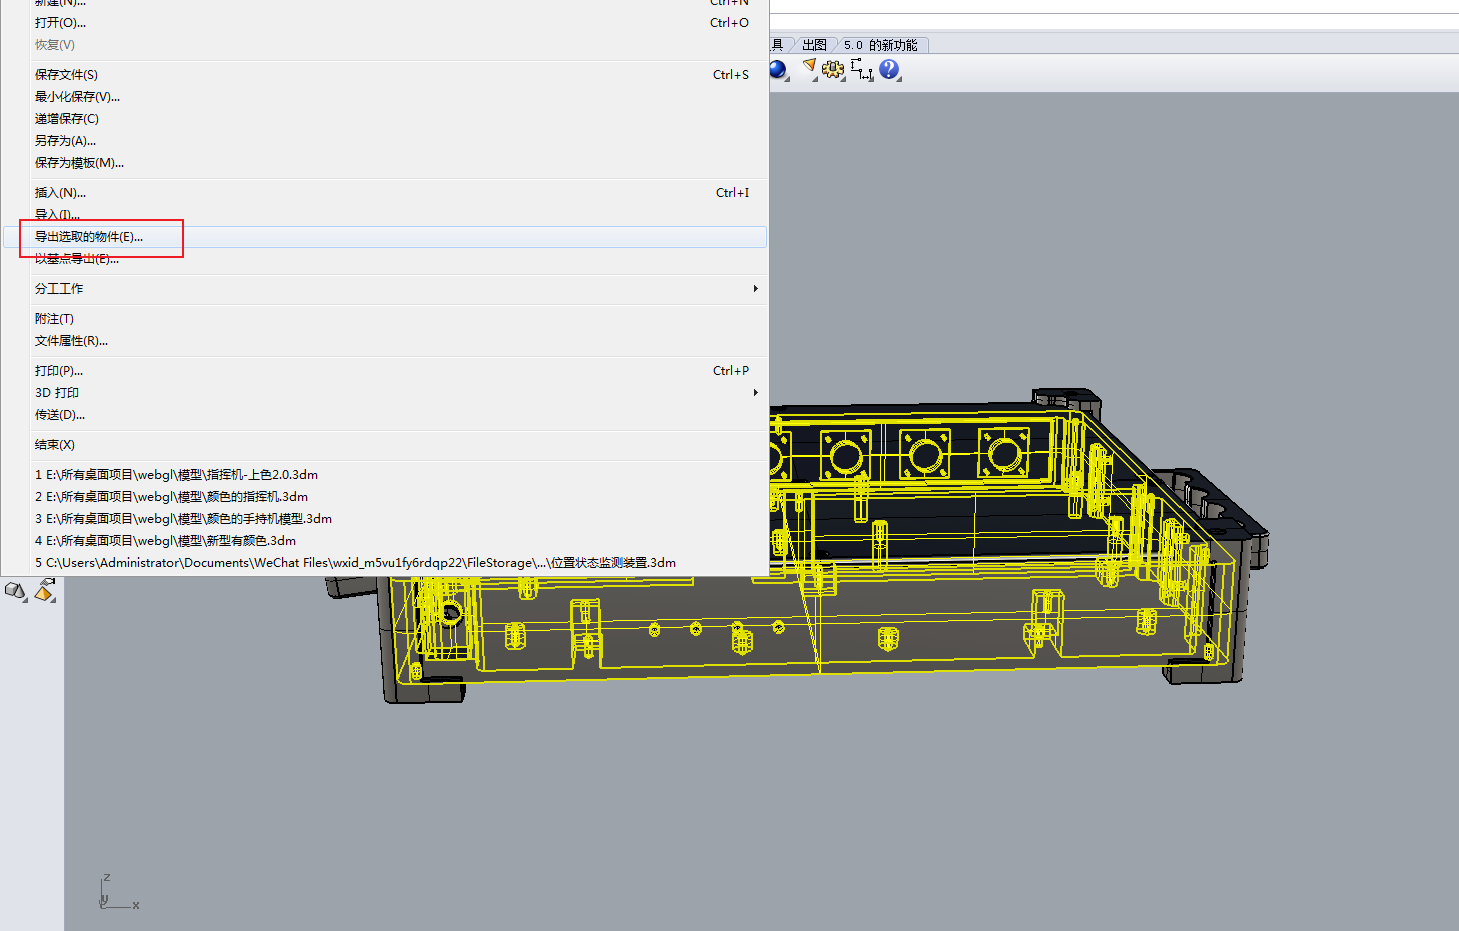 新建(N)... Ctrl+N
打开(O)... Ctrl+O
恢复(V)
保存文件(S) Ctrl+S
最小化保存(V)...
递增保存(C)
另存为(A)...
保存为模板(M)...
插入(N)... Ctrl+I
导入(I)...
导出选取的物件(E)...
以基点导出(E)...
分工工作
附注(T)
文件属性(R)...
打印(P)... Ctrl+P
3D 打印
传送(D)...
结束(X)
1 E:\所有桌面项目\webgl\模型\指挥机-上色2.0.3dm
2 E:\所有桌面项目\webgl\模型\颜色的指挥机.3dm
3 E:\所有桌面项目\webgl\模型\颜色的手持机模型.3dm
4 E:\所有桌面项目\webgl\模型\新型有颜色.3dm
5 C:\Users\Administrator\Documents\WeChat Files\wxid_m5vu1fy6rdqp22\FileStorage\...\位置状态监测装置.3dm
具 出图 5.0 的新功能
z
y
x